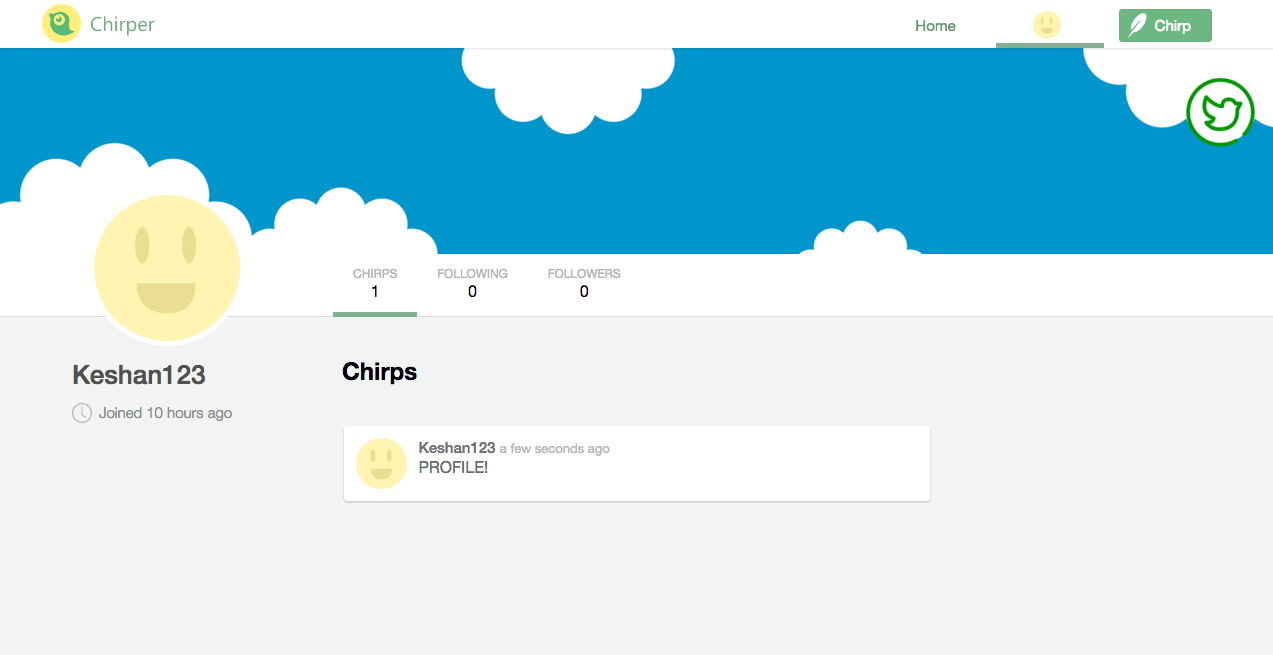 Chirper
Home
Chirp
CHIRPS FOLLOWING FOLLOWERS
1 0 0
Keshan123
Joined 10 hours ago
Chirps
Keshan123 a few seconds ago
PROFILE!